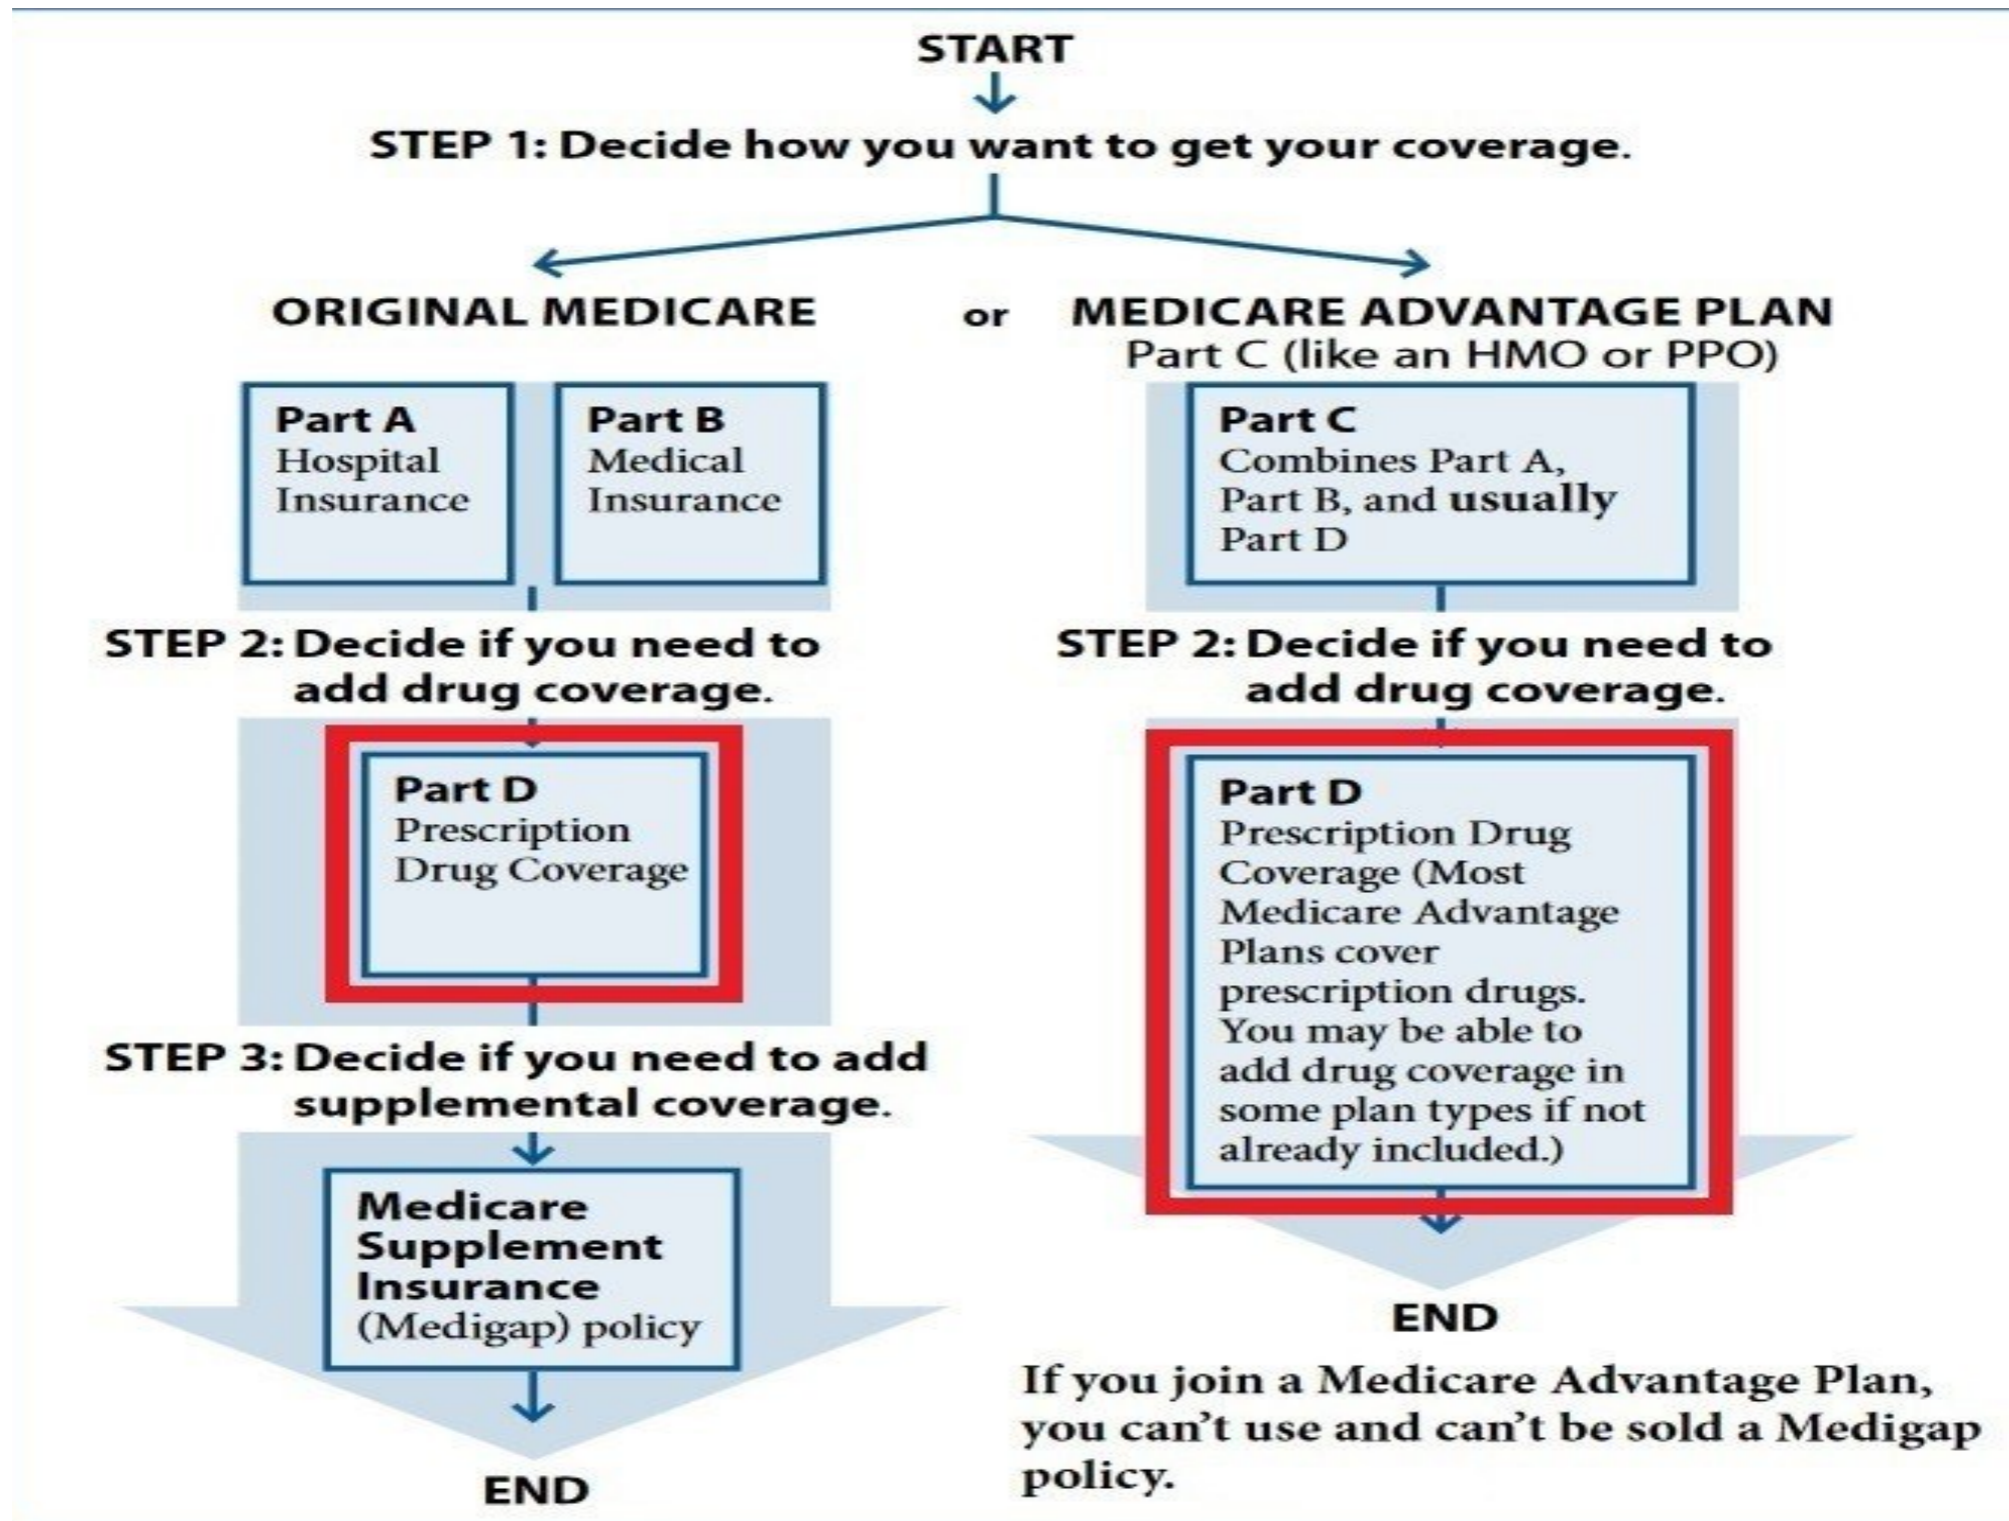 START
STEP 1: Decide how you want to get your coverage.
ORIGINAL MEDICARE
or
MEDICARE ADVANTAGE PLAN
Part C (like an HMO or PPO)
Part A
Hospital
Insurance
Part B
Medical
Insurance
Part C
Combines Part A,
Part B, and usually
Part D
STEP 2: Decide if you need to
add drug coverage.
Part D
Prescription
Drug Coverage
STEP 3: Decide if you need to add
supplemental coverage.
Medicare
Supplement
Insurance
(Medigap) policy
END
STEP 2: Decide if you need to
add drug coverage.
Part D
Prescription Drug
Coverage (Most
Medicare Advantage
Plans cover
prescription drugs.
You may be able to
add drug coverage in
some plan types if not
already included.)
END
If you join a Medicare Advantage Plan,
you can't use and can't be sold a Medigap
policy.